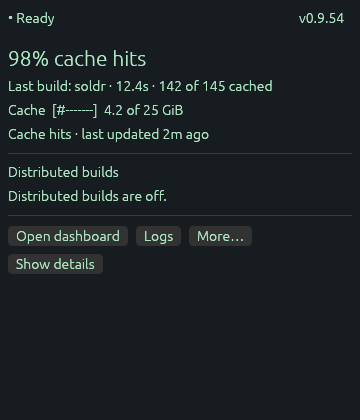 • Ready
v0.9.54
98% cache hits
Last build: soldr · 12.4s · 142 of 145 cached
Cache [#-------] 4.2 of 25 GiB
Cache hits · last updated 2m ago
Distributed builds
Distributed builds are off.
Open dashboard
Logs
More...
Show details